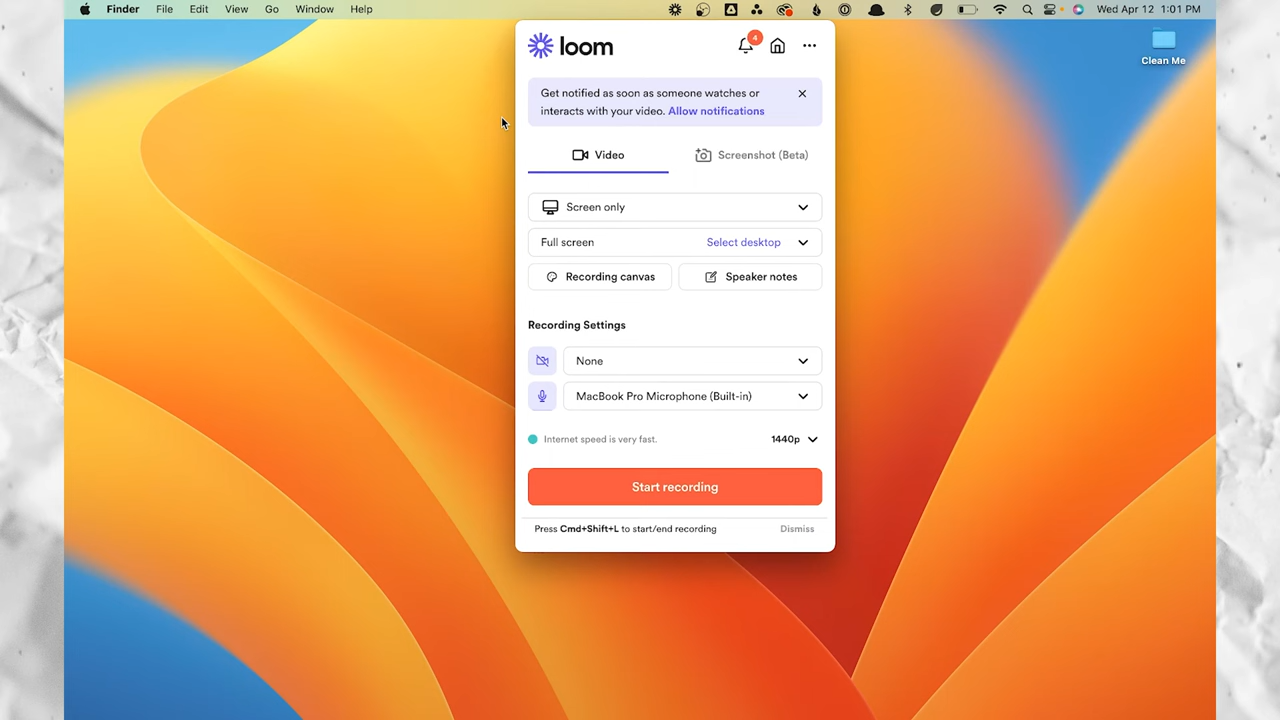 Finder File Edit View Go Window Help Wed Apr 12 1:01 PM
Clean Me
loom 4
Get notified as soon as someone watches or
interacts with your video. Allow notifications
Video Screenshot (Beta)
Screen only
Full screen Select desktop
Recording canvas Speaker notes
Recording Settings
None
MacBook Pro Microphone (Built-in)
Internet speed is very fast. 1440p
Start recording
Press Cmd+Shift+L to start/end recording Dismiss